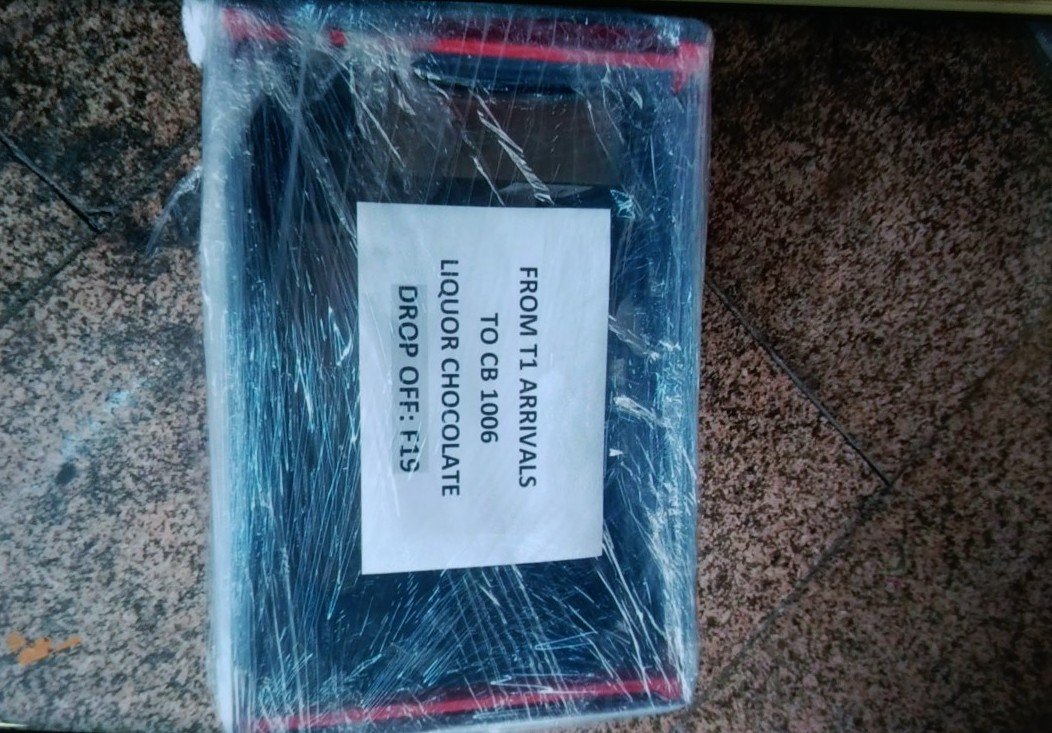 FROM T1 ARRIVALS
TO CB 1006
LIQUOR CHOCOLATE
DROP OFF: F19